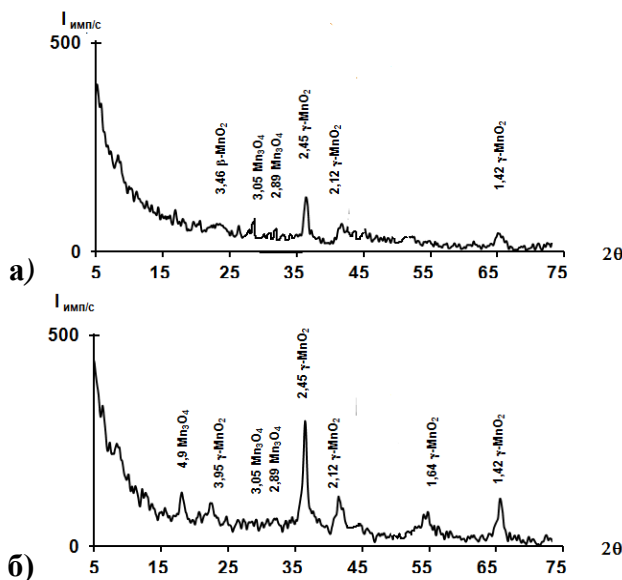 I имп/с
500
3,46 β-MnO2
3,05 Mn3O4
2,89 Mn3O4
2,45 γ-MnO2
2,12 γ-MnO2
1,42 γ-MnO2
0
5 15 25 35 45 55 65 75
2θ
а)
I имп/с
500
4,9 Mn3O4
3,95 γ-MnO2
3,05 Mn3O4
2,89 Mn3O4
2,45 γ-MnO2
2,12 γ-MnO2
1,64 γ-MnO2
1,42 γ-MnO2
0
5 15 25 35 45 55 65 75
2θ
б)